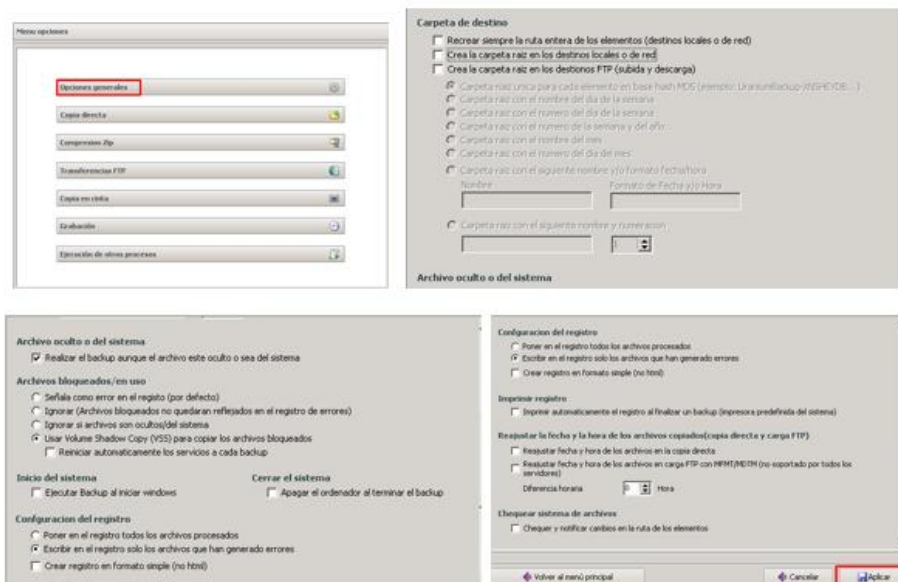 Menu opciones
Opciones generales
Copia directa
Compresion Zip
Transferencias FTP
Copia en cinta
Grabación
Ejecución de otros procesos
Carpeta de destino
Recrear siempre la ruta entera de los elementos (destinos locales o de red)
Crea la carpeta raiz en los destinos locales o de red
Crea la carpeta raiz en los destionos FTP (subida y descarga)
Carpeta raiz unica para cada elemento en base hash MD5 (ejemplo:
Carpeta raiz con el nombre del dia de la semana
Carpeta raiz con el numero del dia de la semana
Carpeta raiz con el numero de la semana y del año
Carpeta raiz con el nombre del mes
Carpeta raiz con el numero del dia de mes
Carpeta raiz con el siguiente nombre y/o formato fecha/hora
Nombre Formato de Fecha y/o Hora
Carpeta raiz con el siguiente nombre y numeracion
1
Archivo oculto o del sistema
Archivo oculto o del sistema
Realizar el backup aunque el archivo este oculto o sea del sistema
Archivos bloqueados/en uso
Señala como error en el registo (por defecto)
Ignorar (Archivos bloqueados no quedaran reflejados en el registro de errores)
Ignorar si archivos son ocultos/del sistema
Usar Volume Shadow Copy (VSS) para copiar los archivos bloqueados
Reiniciar automaticamente los servicios a cada backup
Inicio del sistema Cerrar el sistema
Ejecutar Backup al iniciar windows Apagar el ordenador al terminar el backup
Configuracion del registro
Poner en el registro todos los archivos procesados
Escribir en el registro solo los archivos que han generado errores
Crear registro en formato simple (no html)
Configuracion del registro
Poner en el registro todos los archivos procesados
Escribir en el registro solo los archivos que han generado errores
Crear registro en formato simple (no html)
Imprimir registro
Imprimir automaticamente el registro al finalizar un backup (impresora predefinida del sistema)
Reajustar la fecha y la hora de los archivos copiados(copia directa y carga FTP)
Reajustar fecha y hora de los archivos en la copia directa
Reajustar fecha y hora de los archivos en carga FTP con MFMT/MDTM (no soportado por todos los
servidores)
Diferencia horaria 0 Hora
Chequear sistema de archivos
Chequer y notificar cambios en la ruta de los elementos
Volver al menú principal Cancelar Aplicar